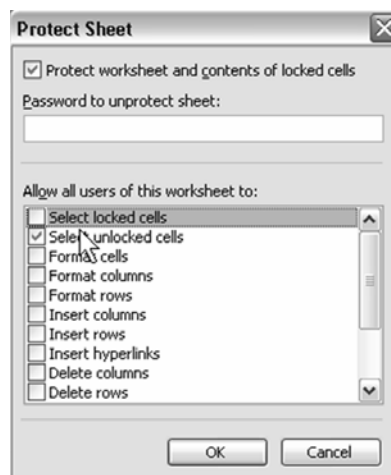 Protect Sheet
Protect worksheet and contents of locked cells
Password to unprotect sheet:
Allow all users of this worksheet to:
Select locked cells
Select unlocked cells
Format cells
Format columns
Format rows
Insert columns
Insert rows
Insert hyperlinks
Delete columns
Delete rows
OK Cancel